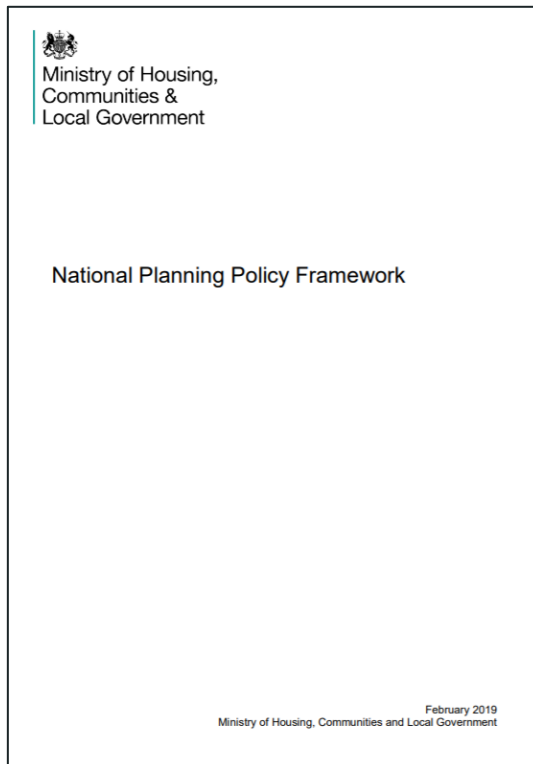 Ministry of Housing,
Communities &
Local Government
National Planning Policy Framework
February 2019
Ministry of Housing, Communities and Local Government